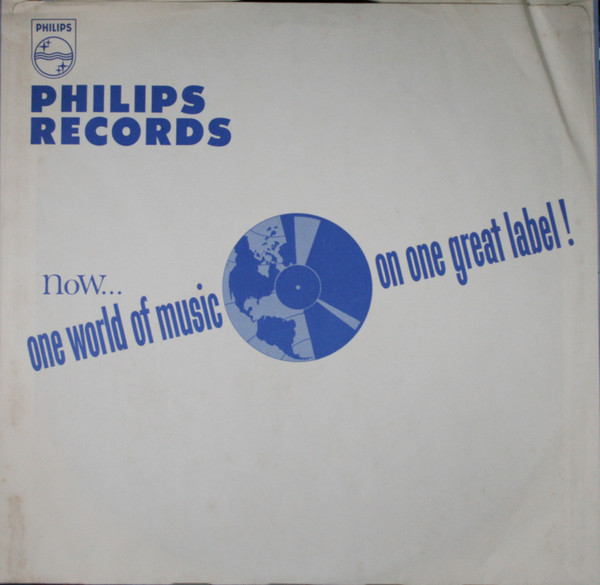 PHILIPS
PHILIPS
RECORDS
now...
one world of music
on one great label!